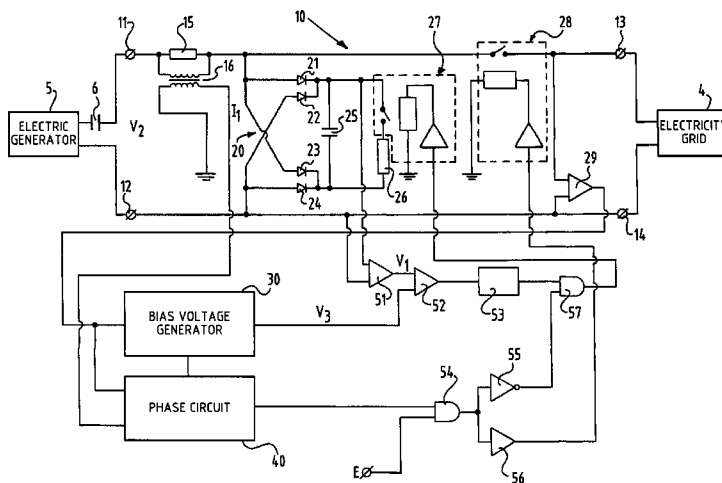 10
11
15
13
28
27
5
6
16
21
4
ELECTRIC
GENERATOR
V2
I1
22
20
25
23
24
26
ELECTRICITY
GRID
29
12
14
30
V1
51
52
53
57
BIAS VOLTAGE
GENERATOR
V3
PHASE CIRCUIT
54
55
56
E
40